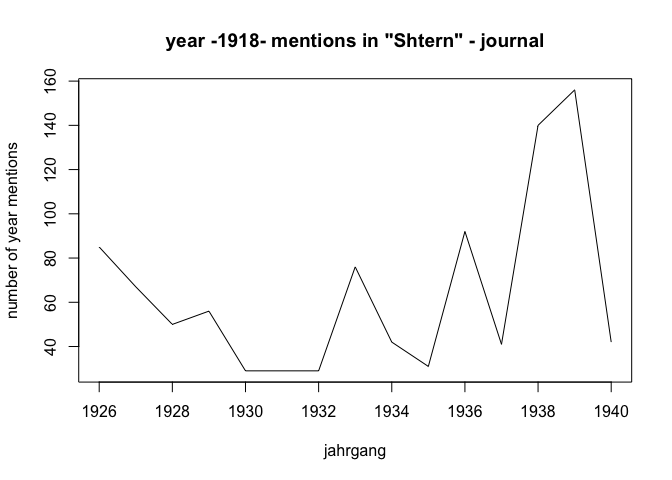 year -1918- mentions in "Shtern" - journal
number of year mentions
160
140
120
100
80
60
40
1926 1928 1930 1932 1934 1936 1938 1940
jahrgang